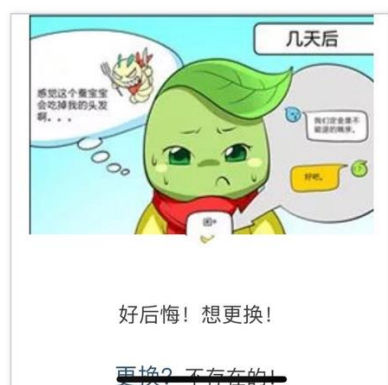 几天后
感觉这个蚕宝宝
会吃掉我的头发
啊。。。
我们定金是不
能退的哦亲。
好吧。
好后悔！想更换！
更换？不存在的！